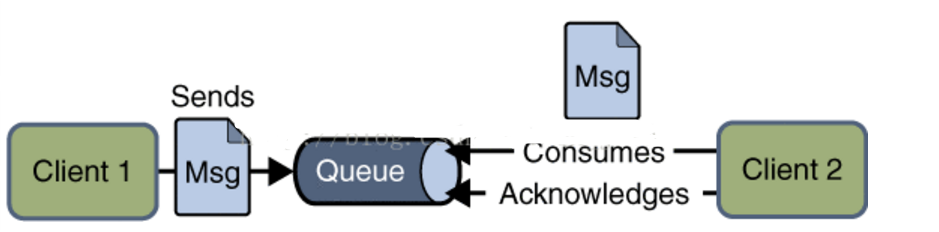 Msg
Sends
Client 1
Msg
Queue
Consumes
Acknowledges
Client 2